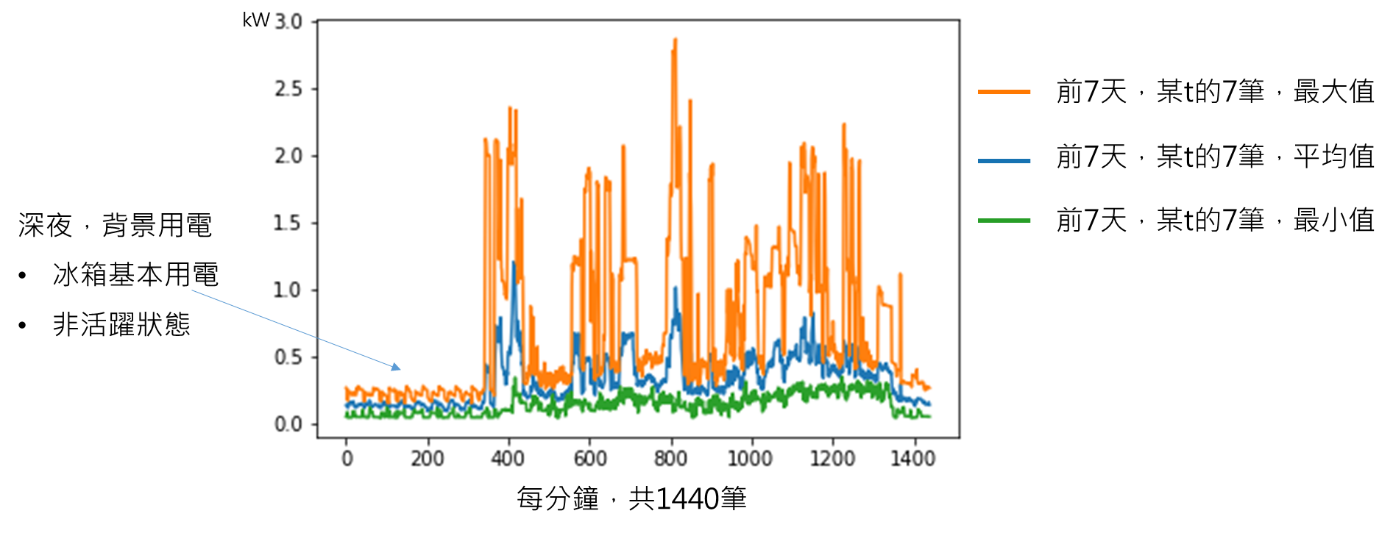 kW
3.0
2.5
2.0
1.5
1.0
0.5
0.0
0 200 400 600 800 1000 1200 1400
每分鐘，共1440筆
前7天，某t的7筆，最大值
前7天，某t的7筆，平均值
前7天，某t的7筆，最小值
深夜，背景用電
• 冰箱基本用電
• 非活躍狀態